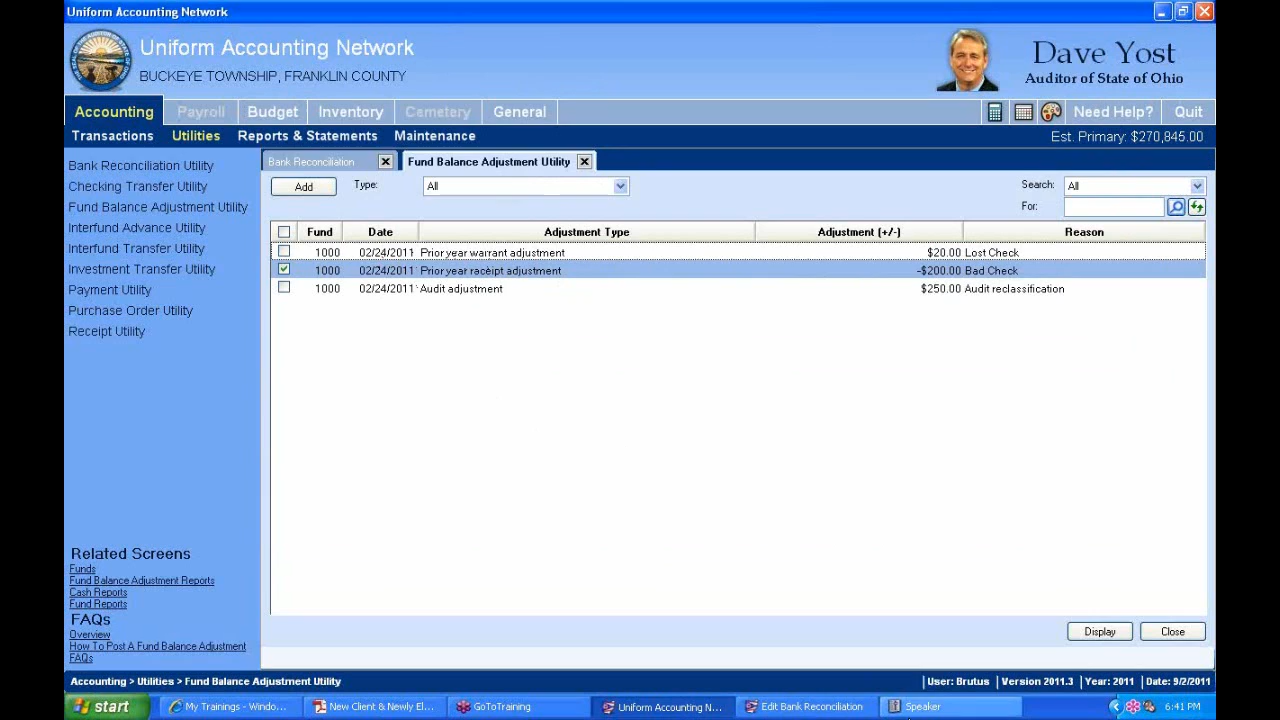 Uniform Accounting Network
Uniform Accounting Network
BUCKEYE TOWNSHIP, FRANKLIN COUNTY
Dave Yost
Auditor of State of Ohio
Accounting Payroll Budget Inventory Cemetery General Need Help? Quit
Transactions Utilities Reports & Statements Maintenance Est. Primary: $270,845.00
Bank Reconciliation Utility
Checking Transfer Utility
Fund Balance Adjustment Utility
Interfund Advance Utility
Interfund Transfer Utility
Investment Transfer Utility
Payment Utility
Purchase Order Utility
Receipt Utility
Bank Reconciliation Fund Balance Adjustment Utility
Add Type: All Search: All
For:
Fund Date Adjustment Type Adjustment (+/-) Reason
1000 02/24/2011 Prior year warrant adjustment $20.00 Lost Check
1000 02/24/2011 Prior year receipt adjustment -$200.00 Bad Check
1000 02/24/2011 Audit adjustment $250.00 Audit reclassification
Related Screens
Funds
Fund Balance Adjustment Reports
Cash Reports
Fund Reports
FAQs
Overview
How To Post A Fund Balance Adjustment
FAQs
Display Close
Accounting > Utilities > Fund Balance Adjustment Utility User: Brutus Version 2011.3 Year: 2011 Date: 9/2/2011
start My Trainings - Windo... New Client & Newly El... GoToTraining Uniform Accounting N... Edit Bank Reconciliation Speaker 6:41 PM